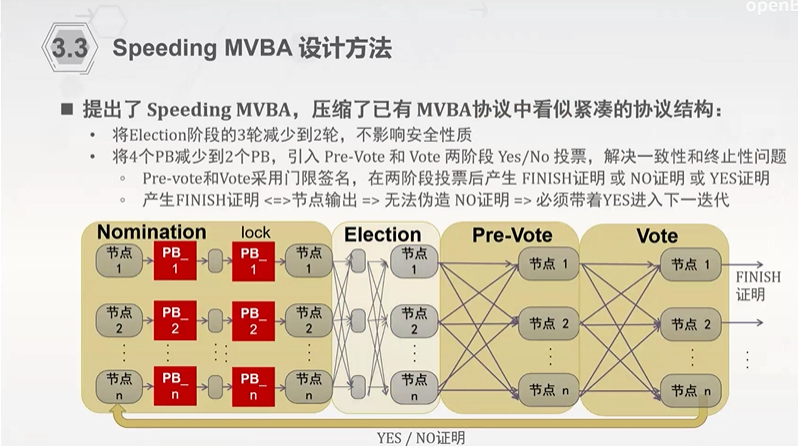 openE
3.3 Speeding MVBA 设计方法
■ 提出了 Speeding MVBA，压缩了已有 MVBA协议中看似紧凑的协议结构：
• 将Election阶段的3轮减少到2轮，不影响安全性质
• 将4个PB减少到2个PB，引入 Pre-Vote 和 Vote 两阶段 Yes/No 投票，解决一致性和终止性问题
◦ Pre-vote和Vote采用门限签名，在两阶段投票后产生 FINISH证明 或 NO证明 或 YES证明
◦ 产生FINISH证明 <=>节点输出 => 无法伪造 NO证明 => 必须带着YES进入下一迭代
Nomination lock Election Pre-Vote Vote
节点 1 PB_ 1 PB_ 1 节点 1 节点 1 节点 1 节点 1
FINISH
证明
节点 2 PB_ 2 PB_ 2 节点 2 节点 2 节点 2 节点 2
节点 n PB_ n PB_ n 节点 n 节点 n 节点 n 节点 n
YES / NO证明